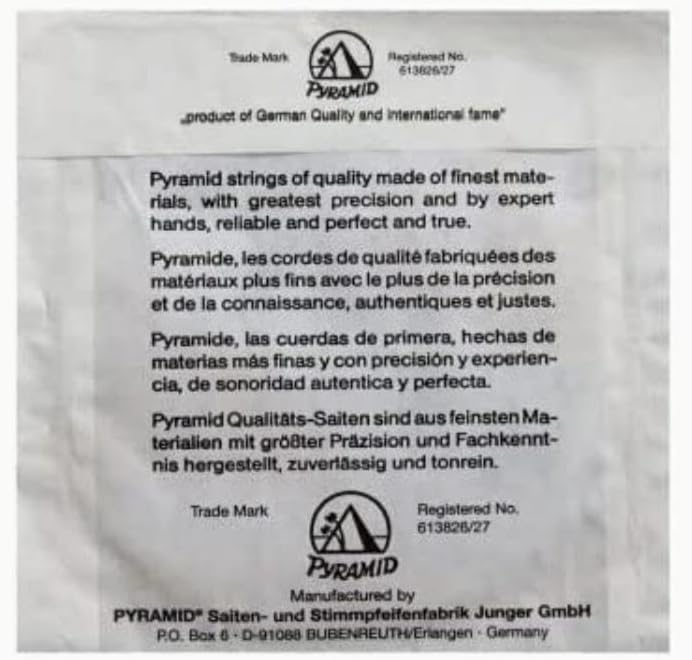 Trade Mark
Registered No.
613826/27
PYRAMID
„product of German Quality and international fame"
Pyramid strings of quality made of finest mate-
rials, with greatest precision and by expert
hands, reliable and perfect and true.
Pyramide, les cordes de qualité fabriquées des
matériaux plus fins avec le plus de la précision
et de la connaissance, authentiques et justes.
Pyramide, las cuerdas de primera, hechas de
materias más finas y con precisión y experien-
cia, de sonoridad autentica y perfecta.
Pyramid Qualitäts-Saiten sind aus feinsten Ma-
terialien mit größter Präzision und Fachkennt-
nis hergestellt, zuverlässig und tonrein.
Trade Mark
Registered No.
613826/27
PYRAMID
Manufactured by
PYRAMID® Saiten- und Stimmpfeifenfabrik Junger GmbH
P.O. Box 6 · D-91088 BUBENREUTH/Erlangen · Germany